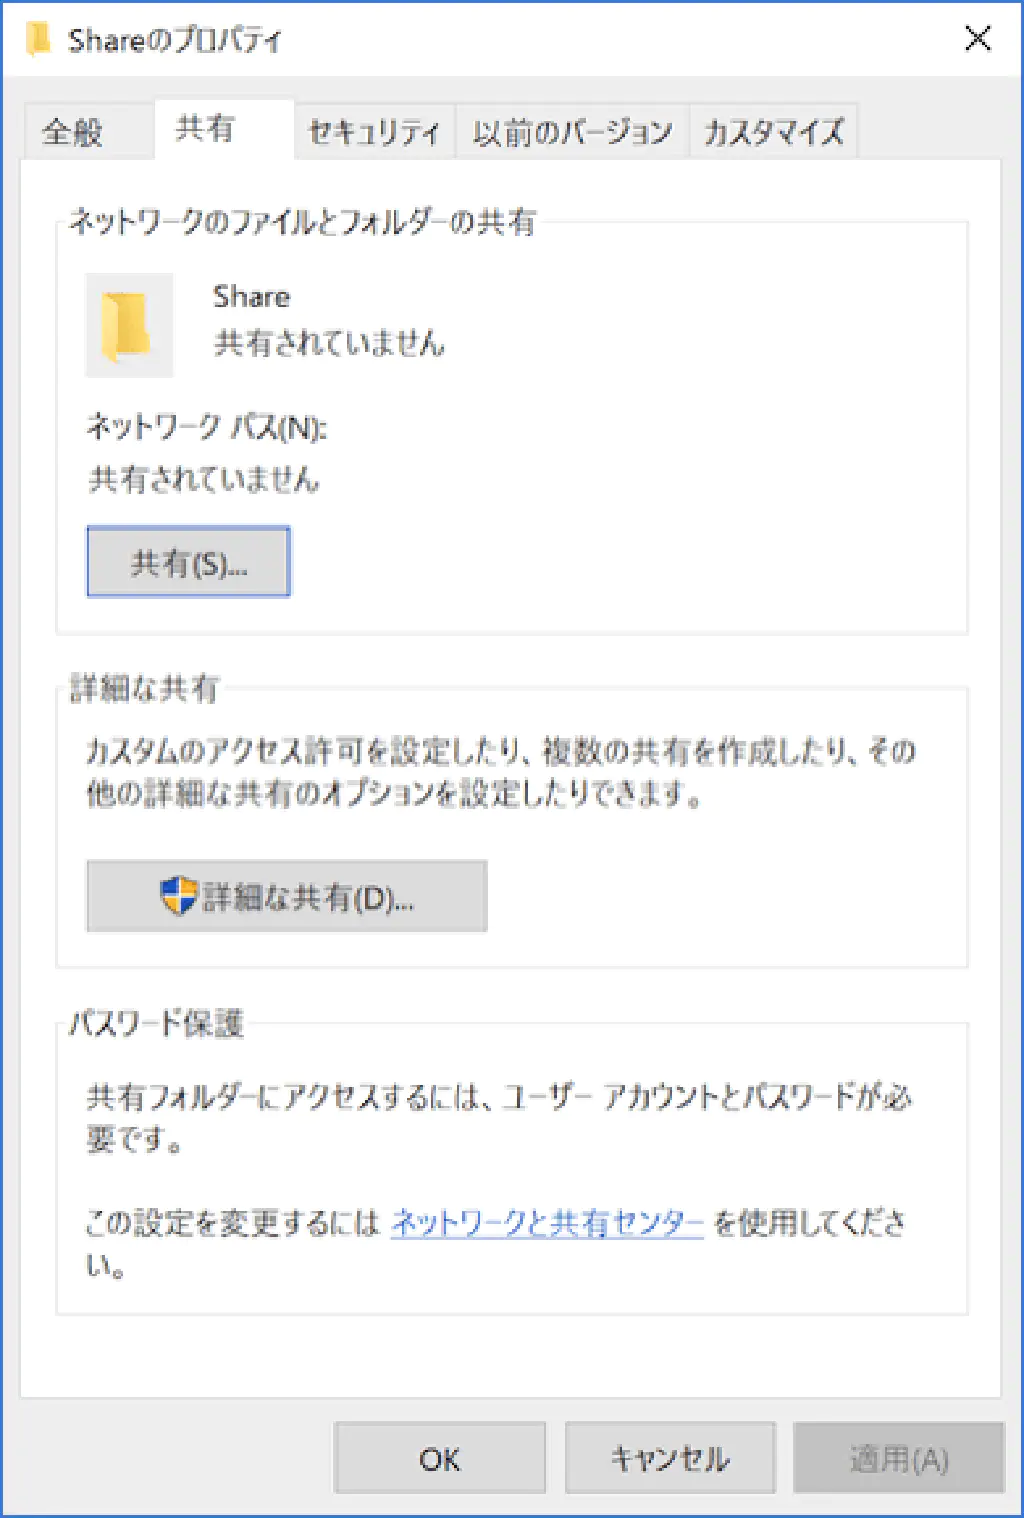 Shareのプロパティ
全般
共有
セキュリティ
以前のバージョン
カスタマイズ
ネットワークのファイルとフォルダーの共有
Share
共有されていません
ネットワーク パス(N):
共有されていません
共有(S)...
詳細な共有
カスタムのアクセス許可を設定したり、複数の共有を作成したり、その
他の詳細な共有のオプションを設定したりできます。
詳細な共有(D)...
パスワード保護
共有フォルダーにアクセスするには、ユーザー アカウントとパスワードが必
要です。
この設定を変更するには ネットワークと共有センター を使用してくださ
い。
OK
キャンセル
適用(A)